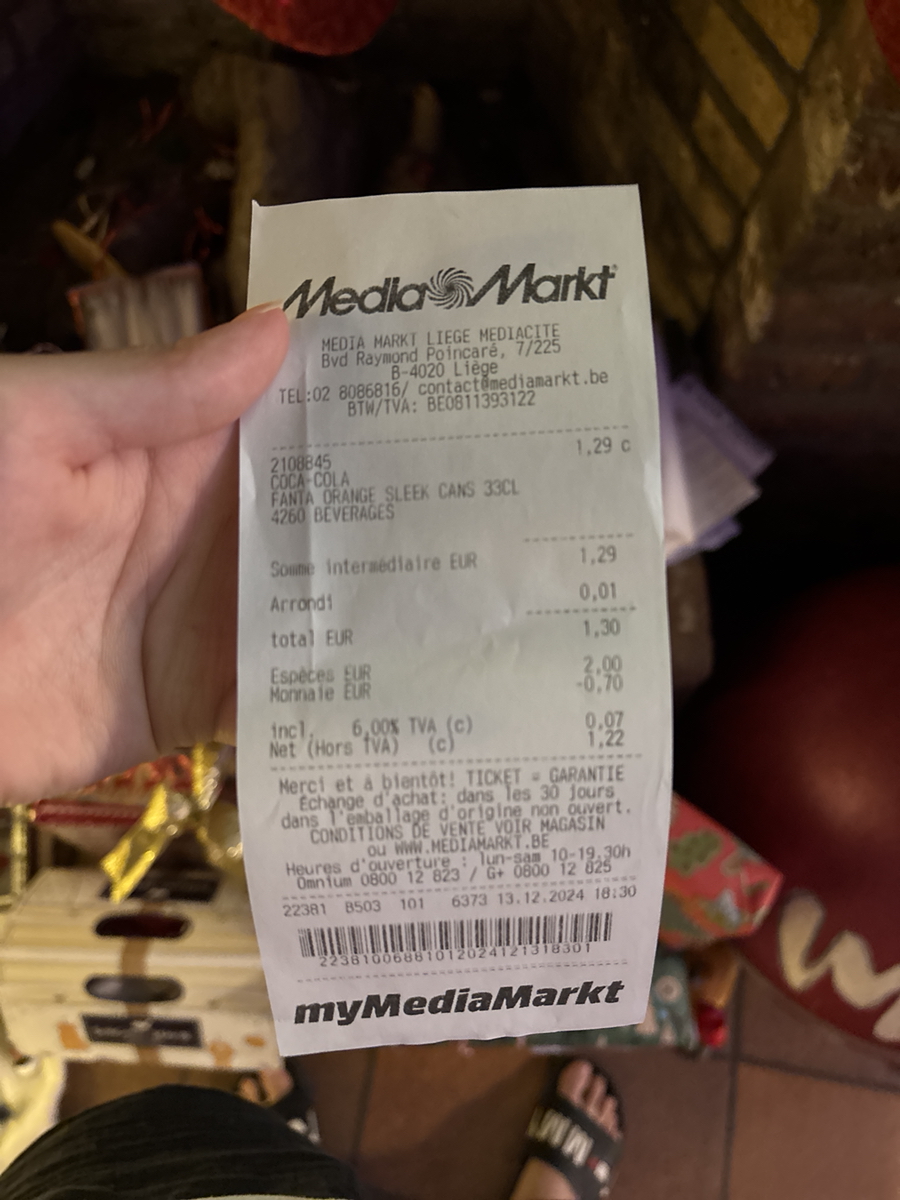 Media Markt
MEDIA MARKT LIEGE MEDIACITE
Bvd Raymond Poincaré, 7/225
B-4020 Liège
TEL:02 8086816/ contact@mediamarkt.be
BTW/TVA: BE0811393122
1,29 c
2108845
COCA-COLA
FANTA ORANGE SLEEK CANS 33CL
4260 BEVERAGES
Somme intermédiaire EUR 1,29
Arrondi 0,01
total EUR 1,30
Espèces EUR 2,00
Monnaie EUR -0,70
incl. 6,00% TVA (c) 0,07
Net (Hors TVA) (c) 1,22
Merci et à bientôt! TICKET = GARANTIE
Échange d'achat: dans les 30 jours
dans l'emballage d'origine non ouvert.
CONDITIONS DE VENTE VOIR MAGASIN
ou WWW.MEDIAMARKT.BE
Heures d'ouverture : lun-sam 10-19.30h
Omnium 0800 12 823 / G+ 0800 12 825
22381 B503 101 6373 13.12.2024 18:30
22381006881012024121318301
myMediaMarkt